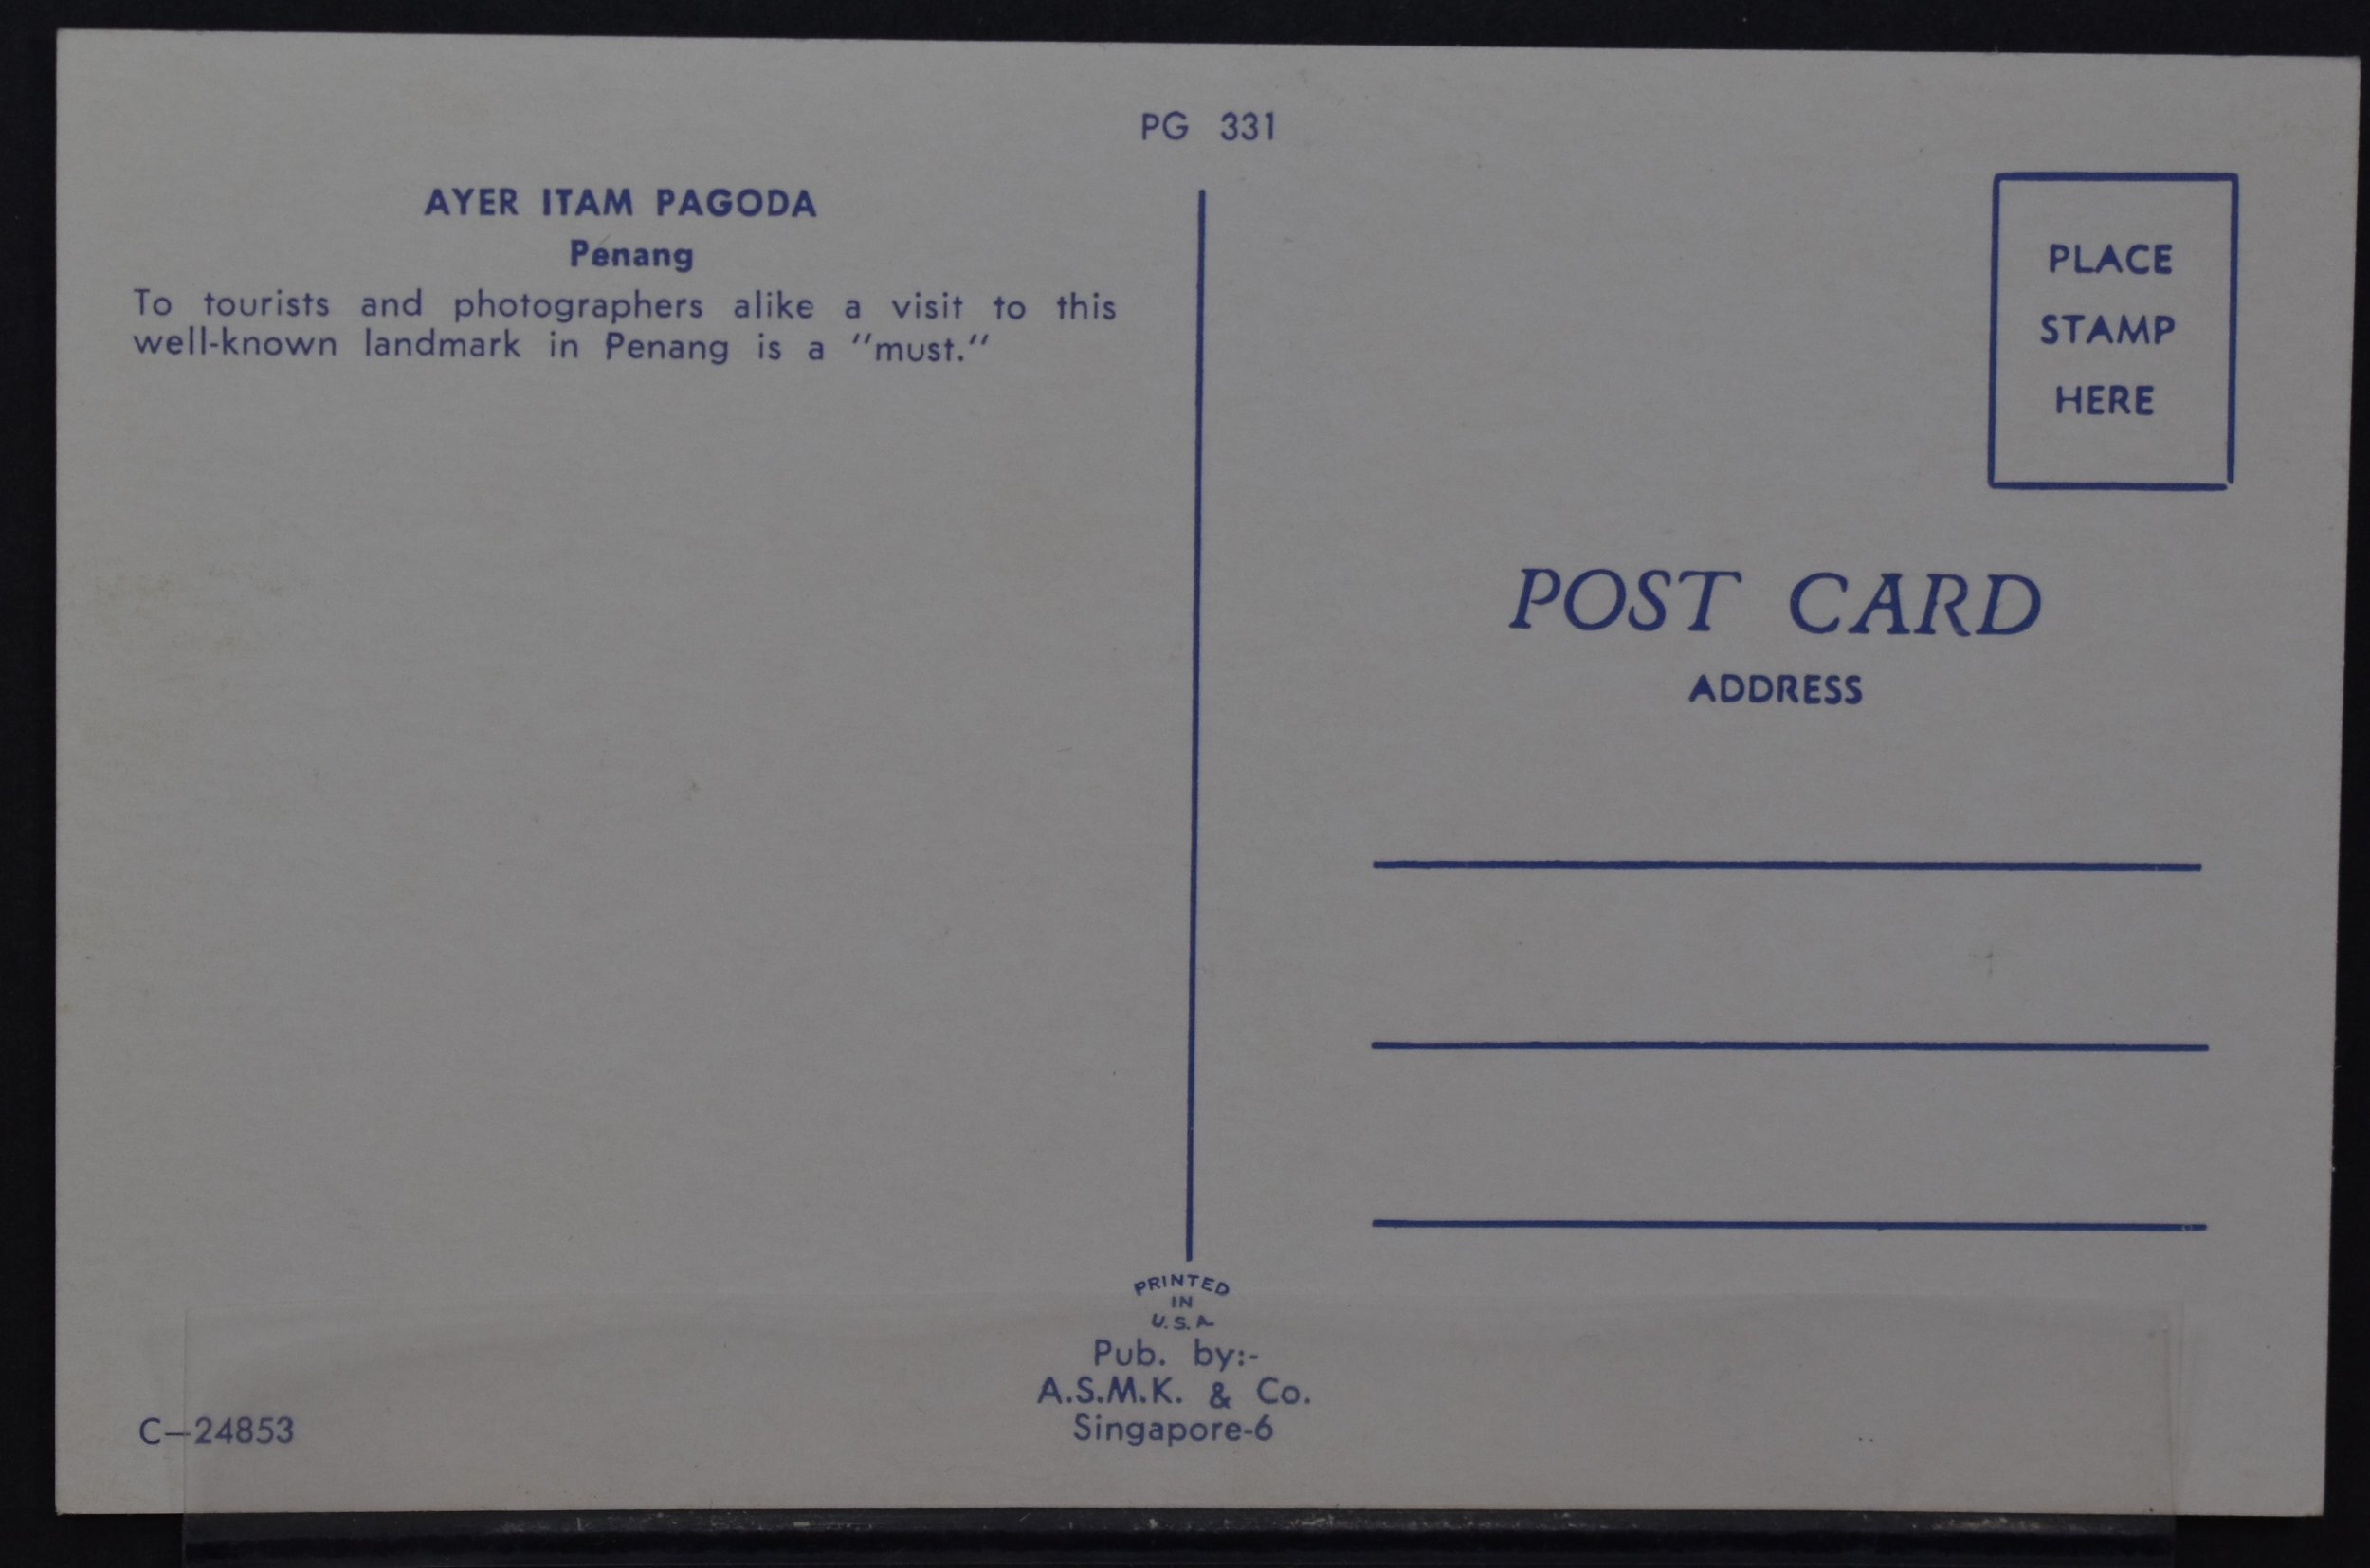 PG 331
AYER ITAM PAGODA
Penang
To tourists and photographers alike a visit to this
well-known landmark in Penang is a "must."
PLACE
STAMP
HERE
POST CARD
ADDRESS
PRINTED
IN
U.S.A.
Pub. by:-
A.S.M.K. & Co.
Singapore-6
C—24853